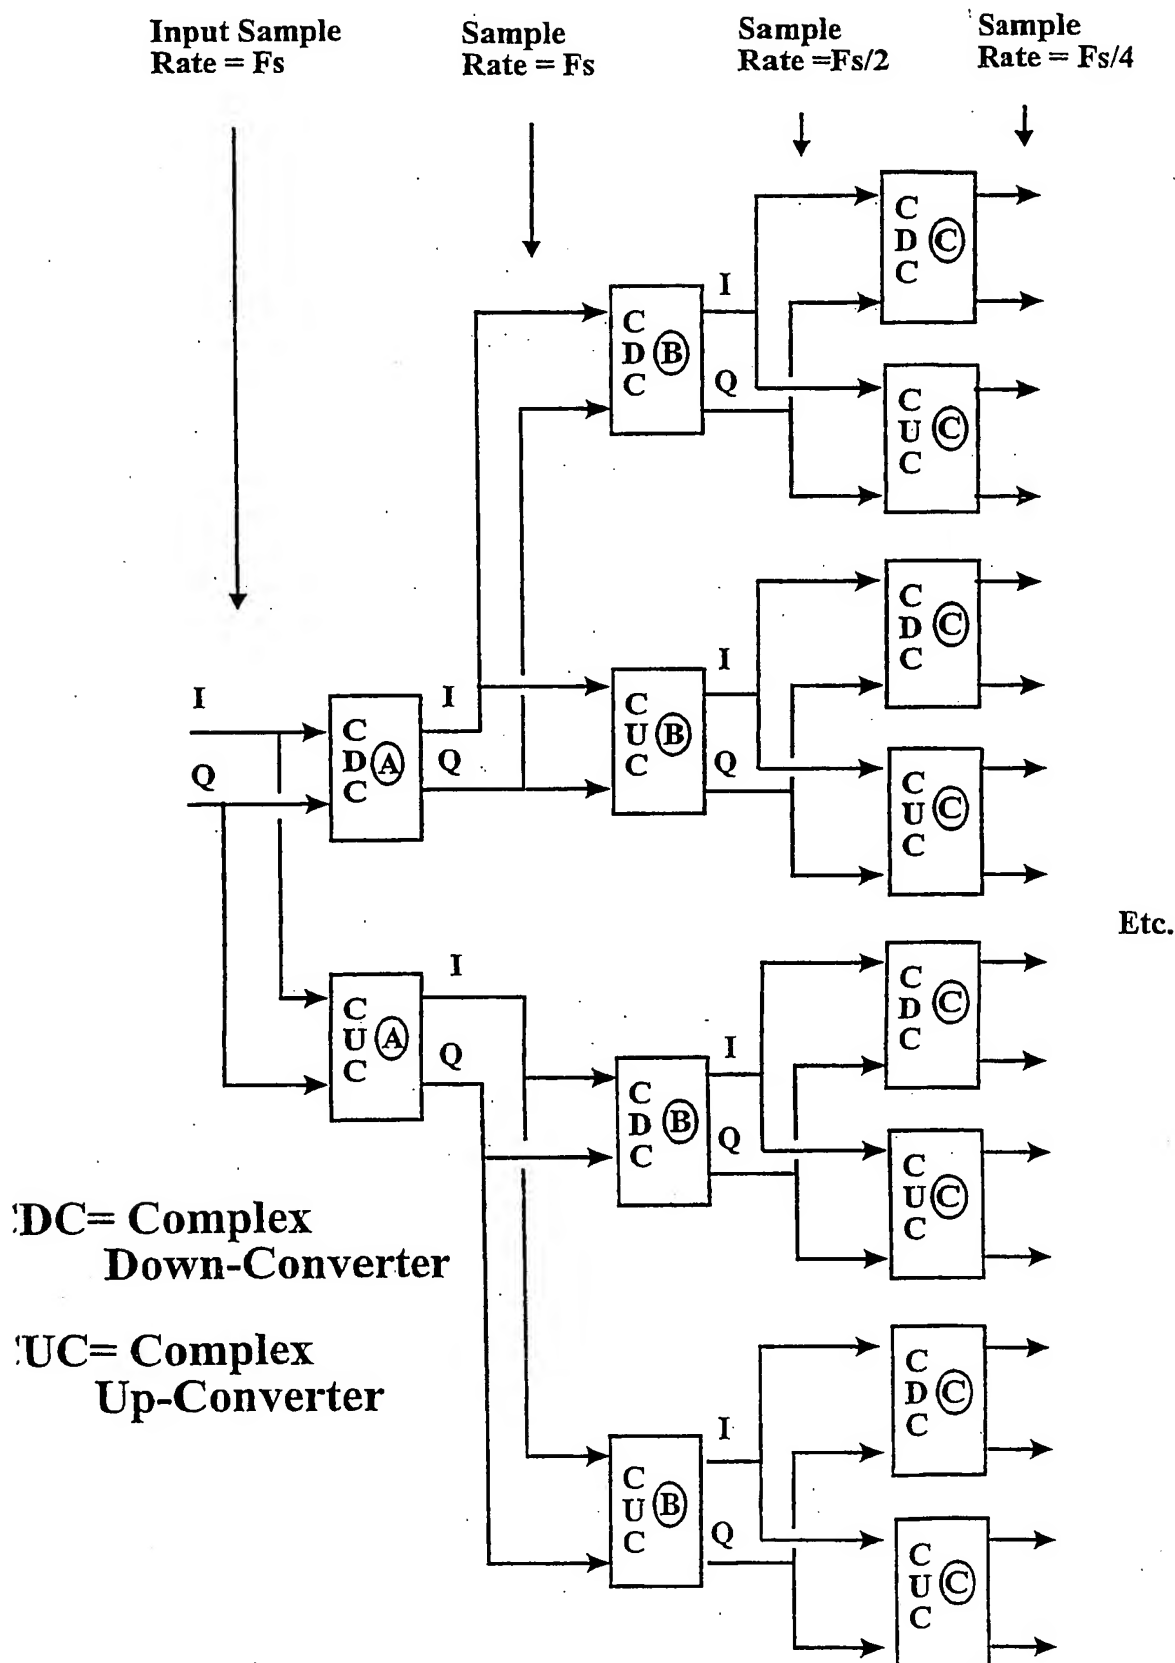 Input Sample
Rate = Fs
Sample
Rate = Fs
Sample
Rate =Fs/2
Sample
Rate = Fs/4
C
D
C
C
I
C
D
C
B
Q
C
U
C
C
C
D
C
C
I
I
I
C
D
C
A
C
U
C
B
Q
Q
Q
C
U
C
C
Etc.
C
D
C
C
I
C
U
C
A
Q
I
C
D
C
B
Q
C
U
C
C
DC= Complex
Down-Converter
UC= Complex
Up-Converter
C
D
C
C
I
C
U
C
B
Q
C
U
C
C